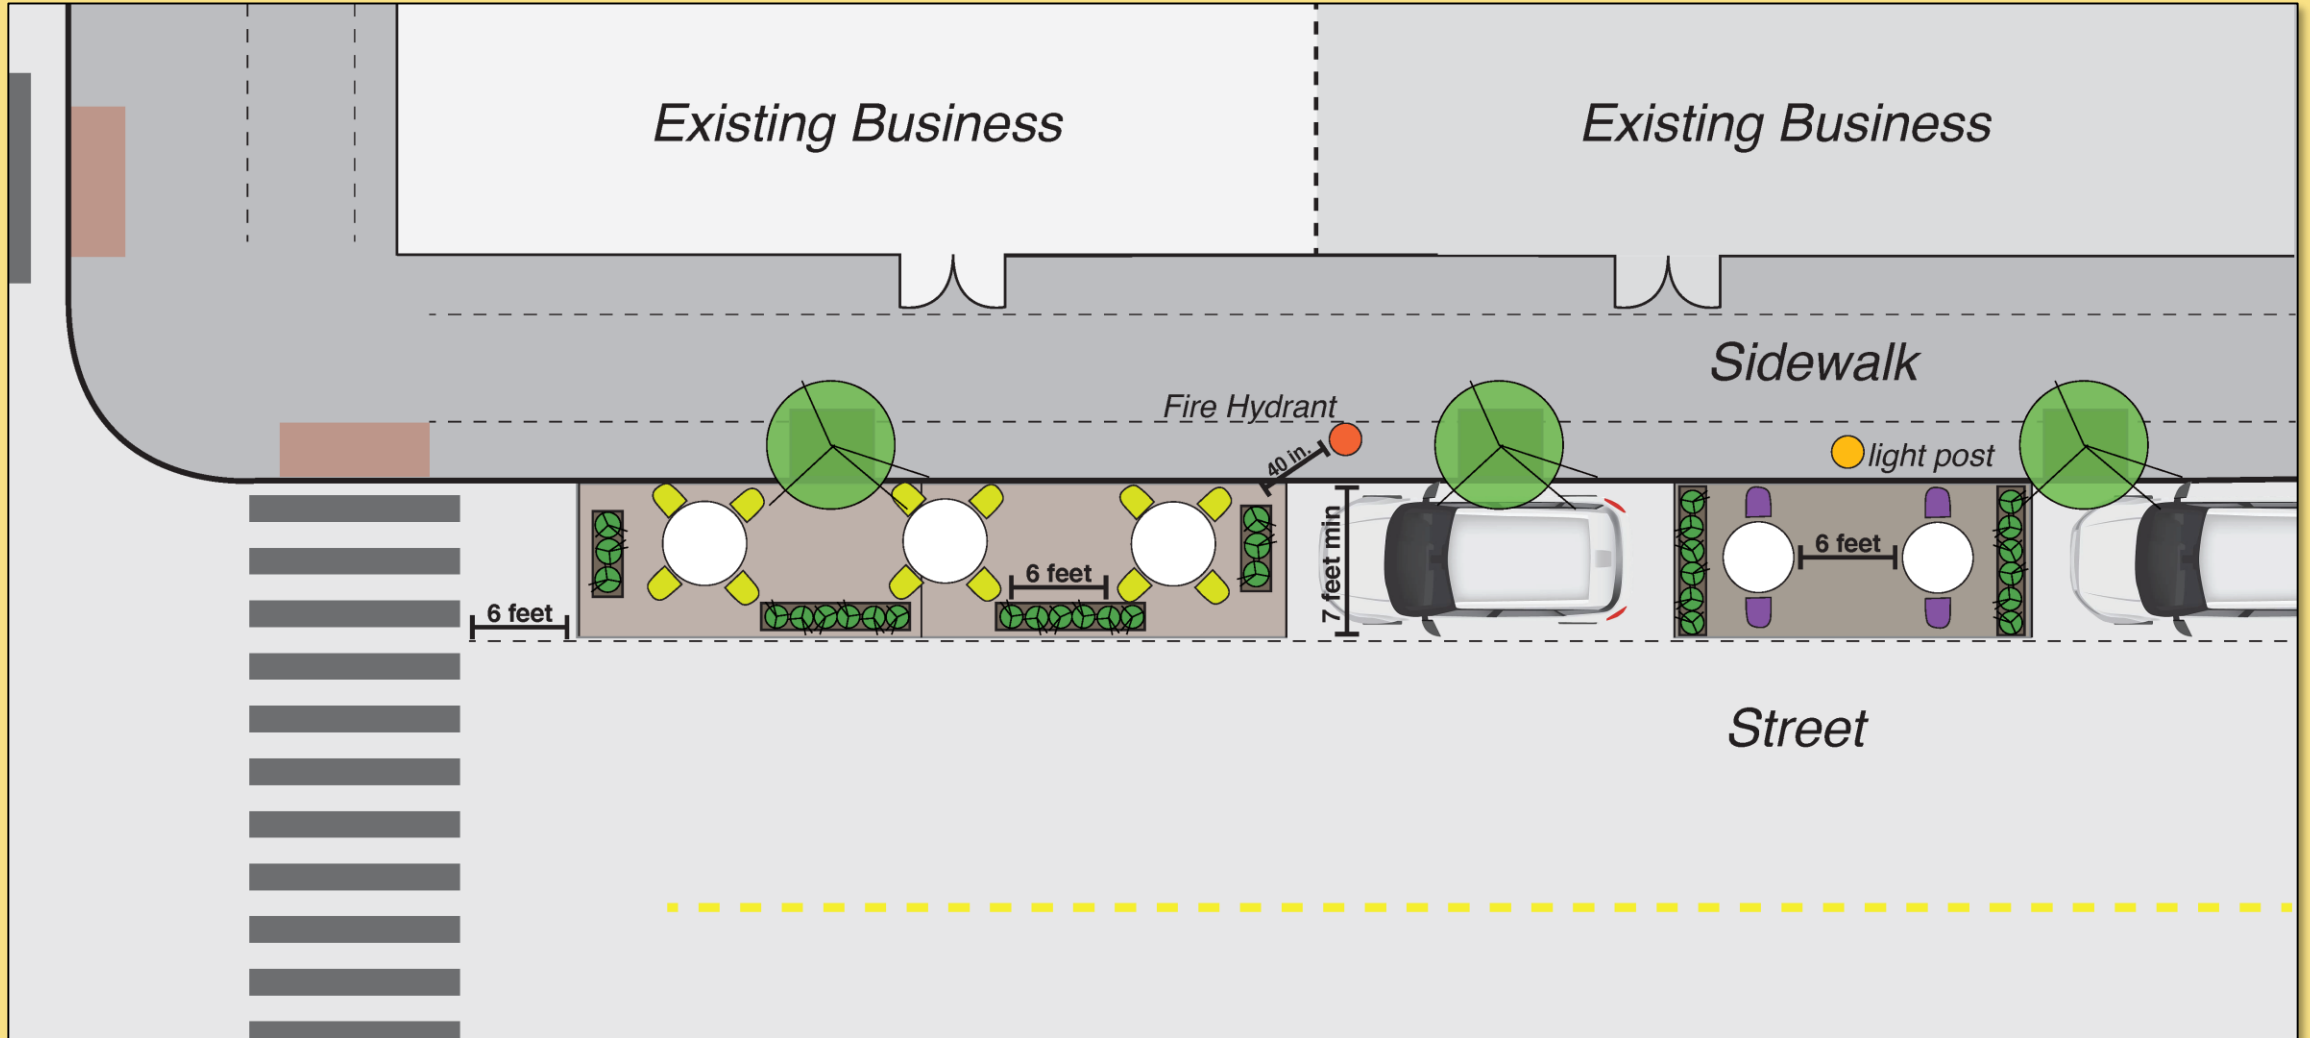 Existing Business
Existing Business
Sidewalk
Fire Hydrant
40 in.
light post
6 feet
6 feet
7 feet min
6 feet
Street